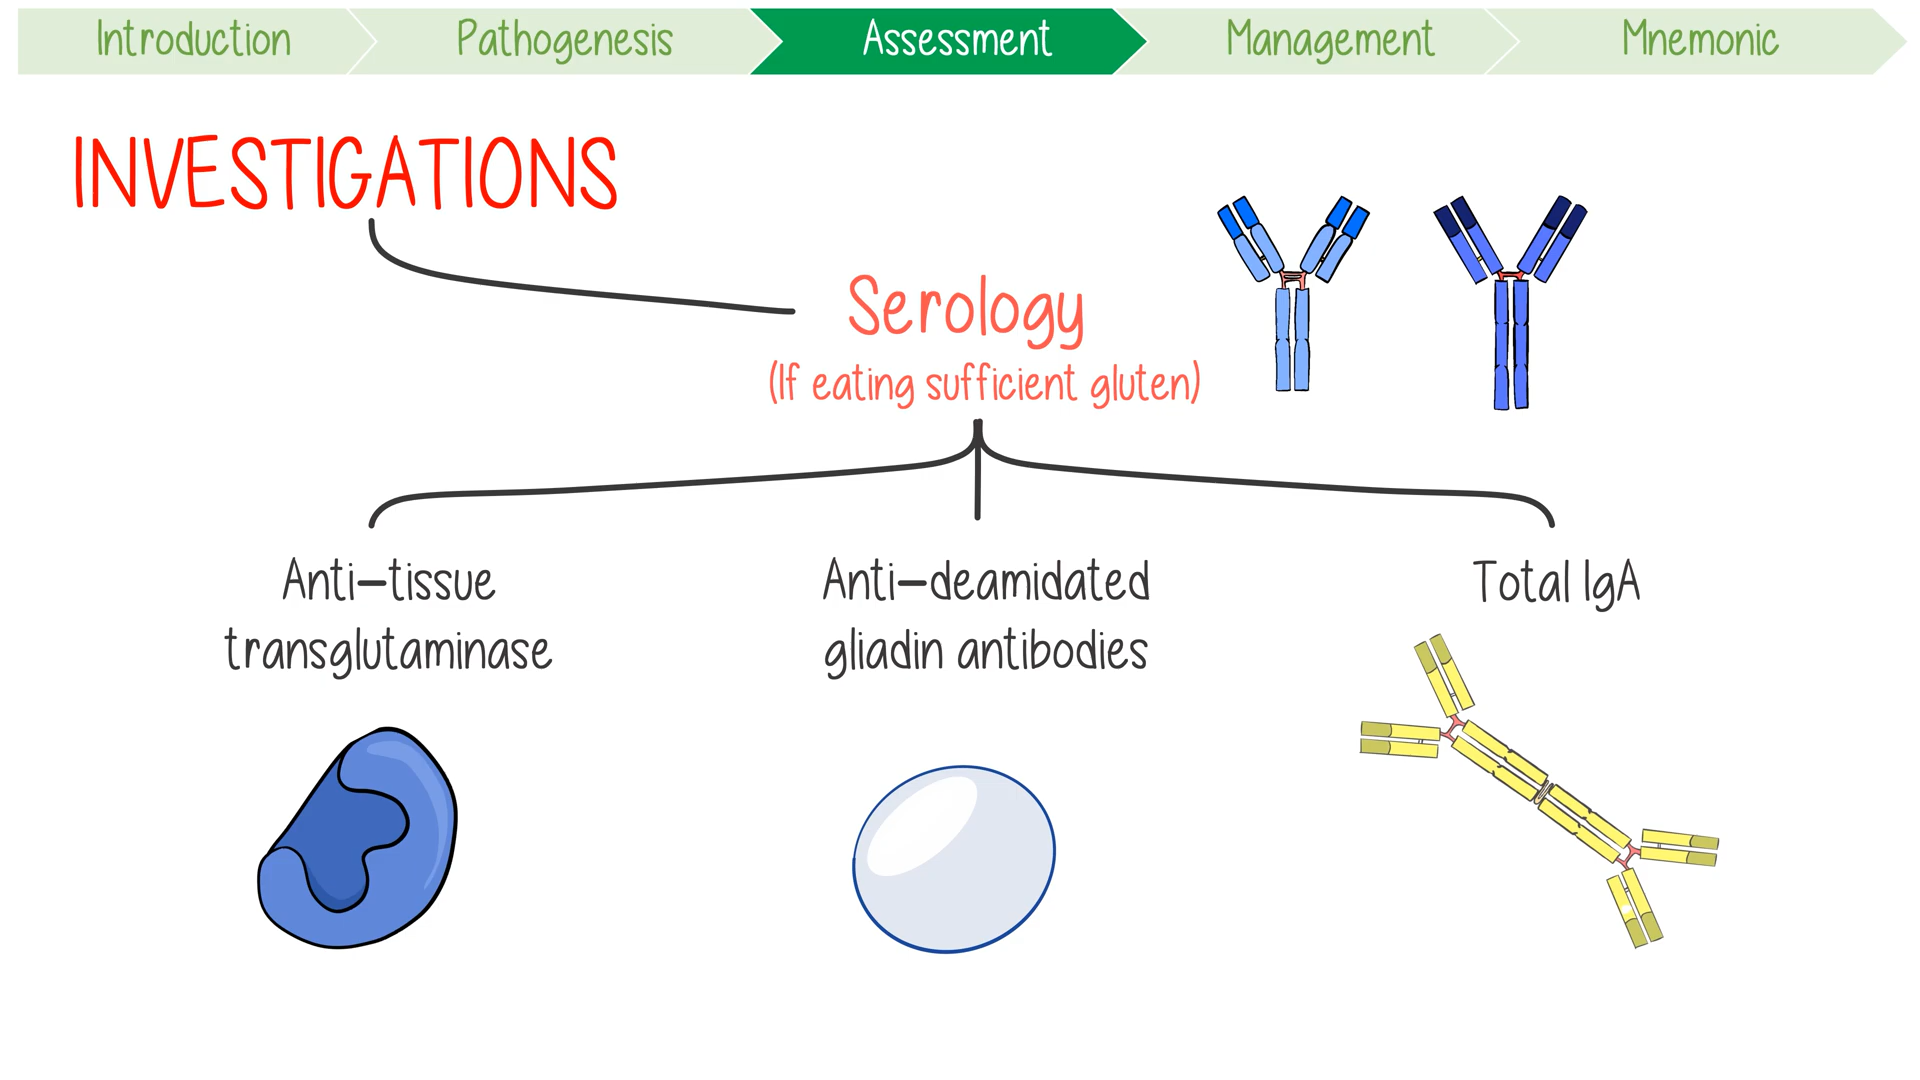 Introduction
Pathogenesis
Assessment
Management
Mnemonic
INVESTIGATIONS
Serology
(If eating sufficient gluten)
Anti-tissue
transglutaminase
Anti-deamidated
gliadin antibodies
Total IgA